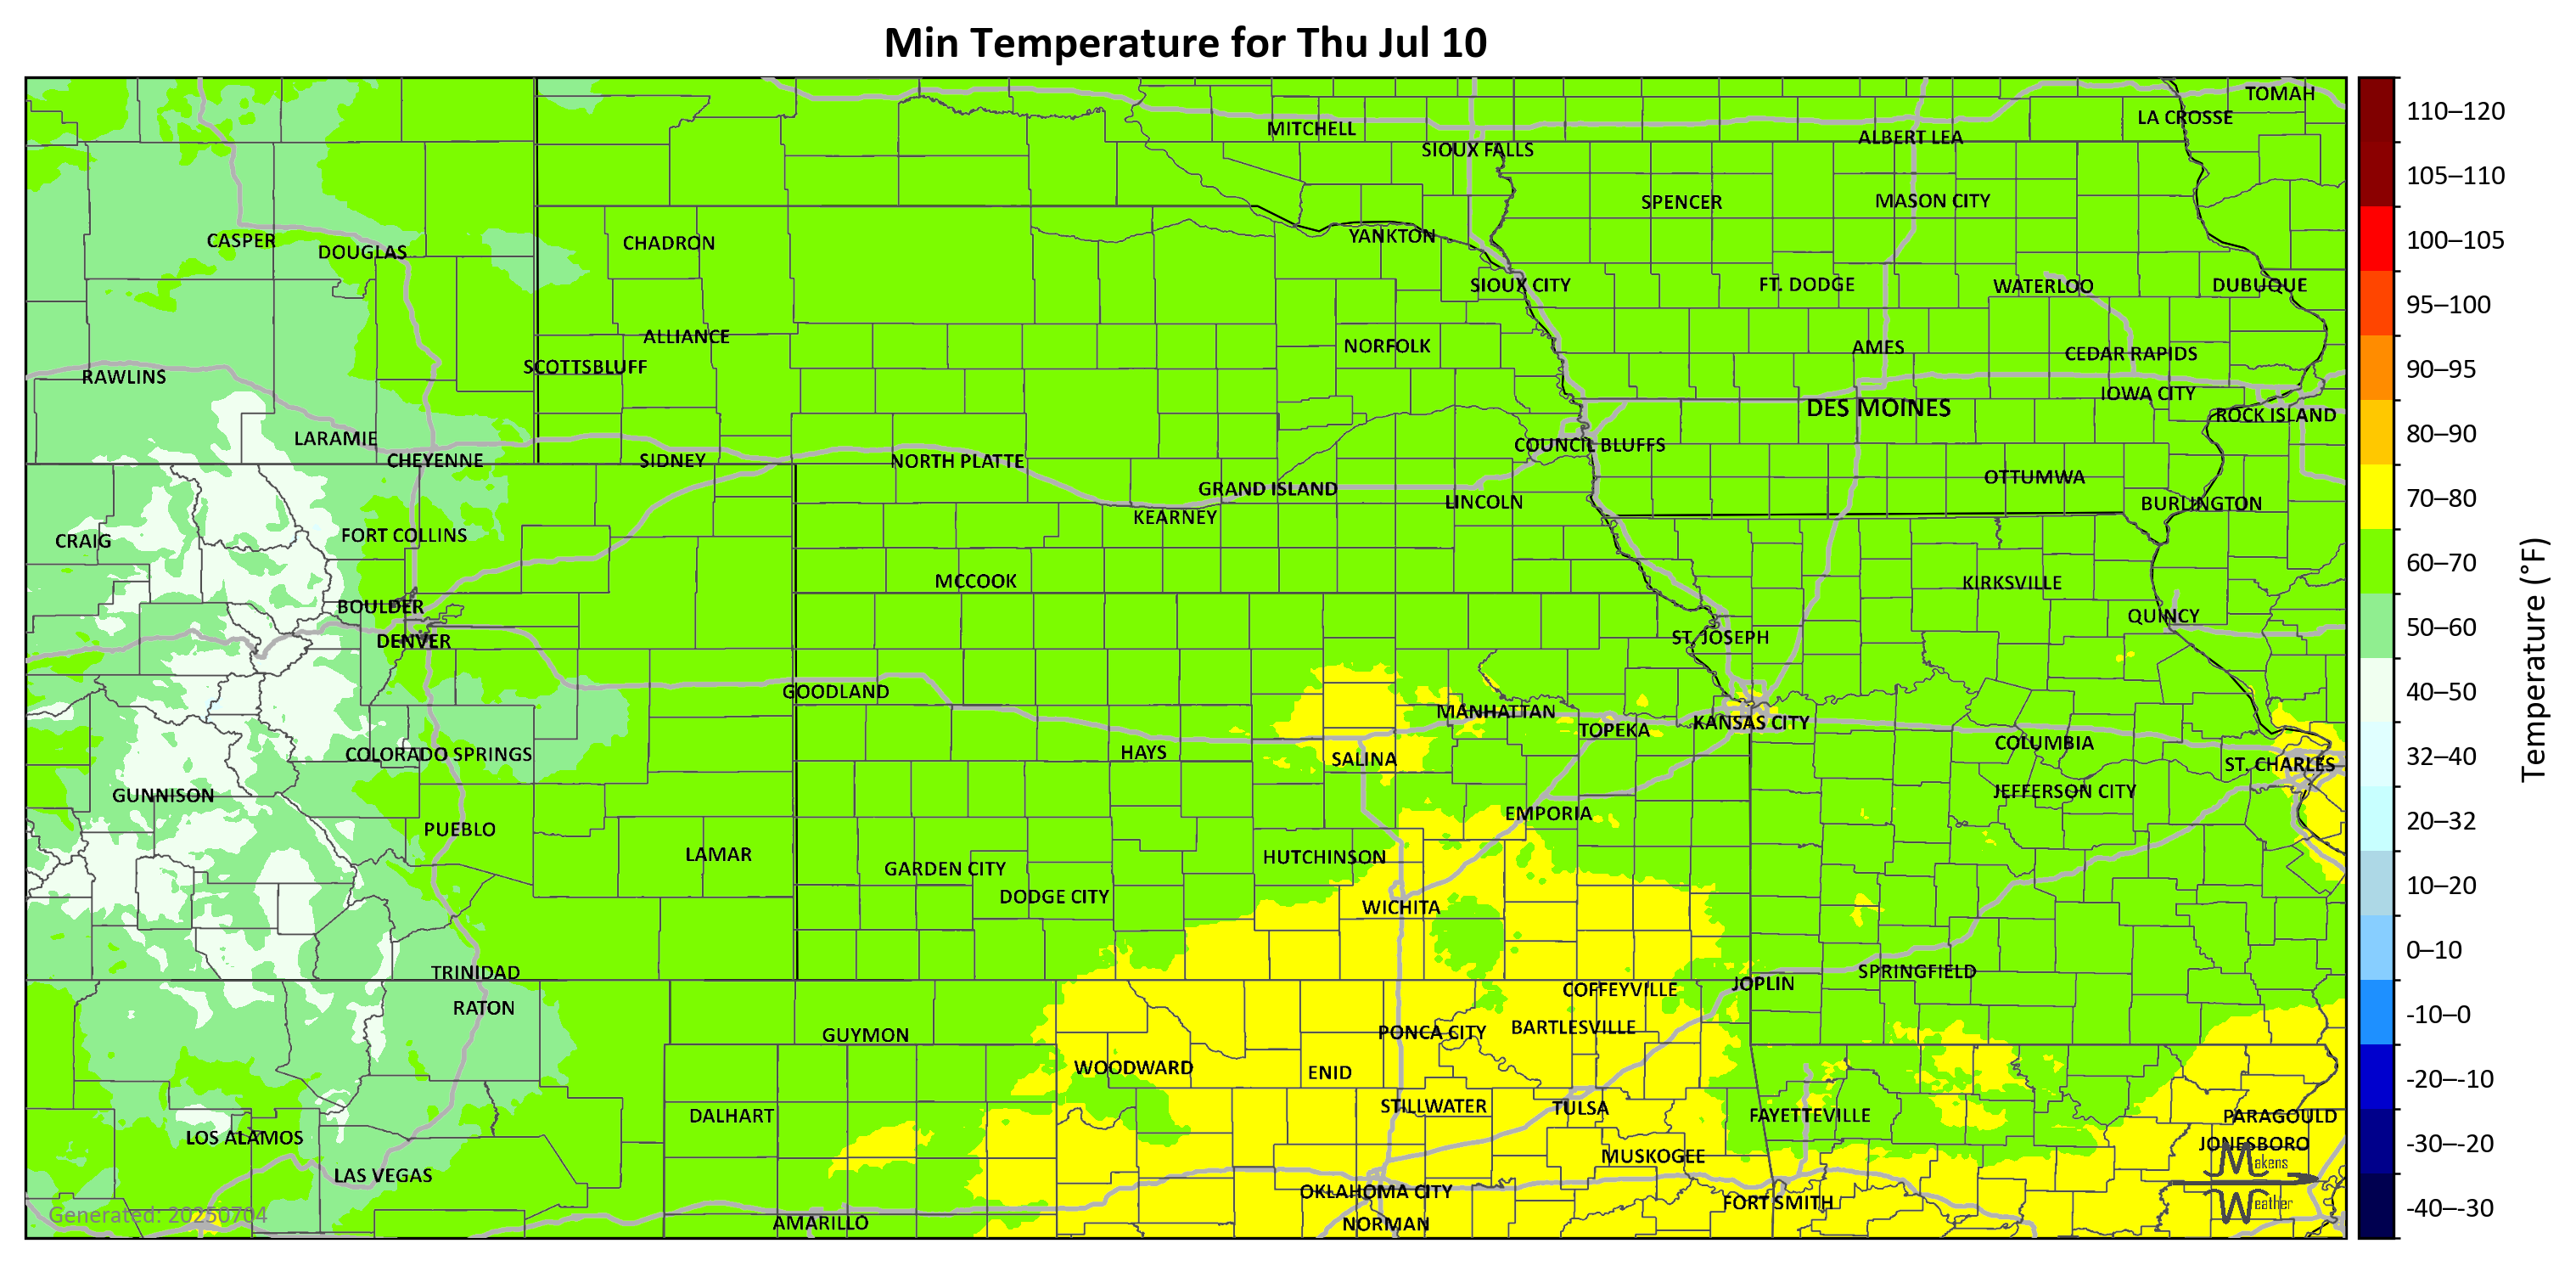 Min Temperature for Thu Jul 10
TOMAH
LA CROSSE
MITCHELL
ALBERT LEA
SIOUX FALLS
SPENCER
MASON CITY
CASPER
DOUGLAS
CHADRON
YANKTON
SIOUX CITY
FT. DODGE
WATERLOO
DUBUQUE
ALLIANCE
NORFOLK
AMES
CEDAR RAPIDS
SCOTTSBLUFF
RAWLINS
IOWA CITY
DES MOINES
ROCK ISLAND
LARAMIE
COUNCIL BLUFFS
CHEYENNE
SIDNEY
NORTH PLATTE
OTTUMWA
GRAND ISLAND
LINCOLN
BURLINGTON
KEARNEY
CRAIG
FORT COLLINS
MCCOOK
KIRKSVILLE
BOULDER
QUINCY
DENVER
ST. JOSEPH
GOODLAND
MANHATTAN
KANSAS CITY
TOPEKA
COLUMBIA
COLORADO SPRINGS
HAYS
SALINA
ST. CHARLES
GUNNISON
JEFFERSON CITY
EMPORIA
PUEBLO
LAMAR
HUTCHINSON
GARDEN CITY
DODGE CITY
WICHITA
TRINIDAD
SPRINGFIELD
JOPLIN
COFFEYVILLE
RATON
GUYMON
PONCA CITY
BARTLESVILLE
WOODWARD
ENID
DALHART
STILLWATER
TULSA
FAYETTEVILLE
PARAGOULD
LOS ALAMOS
JONESBORO
MUSKOGEE
LAS VEGAS
OKLAHOMA CITY
FORT SMITH
AMARILLO
NORMAN
Generated: 20250704
Makens
Weather
110–120
105–110
100–105
95–100
90–95
80–90
70–80
60–70
50–60
40–50
32–40
20–32
10–20
0–10
-10–0
-20–-10
-30–-20
-40–-30
Temperature (°F)